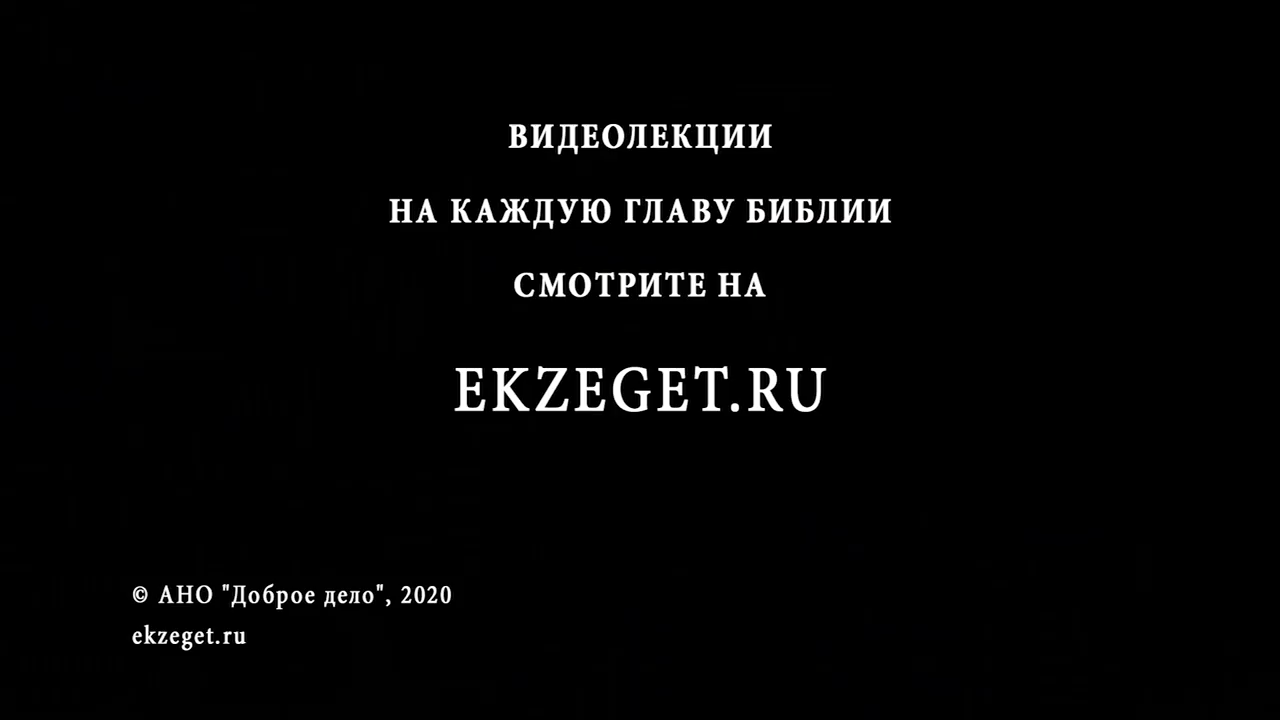 ВИДЕОЛЕКЦИИ
НА КАЖДУЮ ГЛАВУ БИБЛИИ
СМОТРИТЕ НА
EKZEGET.RU
© АНО "Доброе дело", 2020
ekzeget.ru